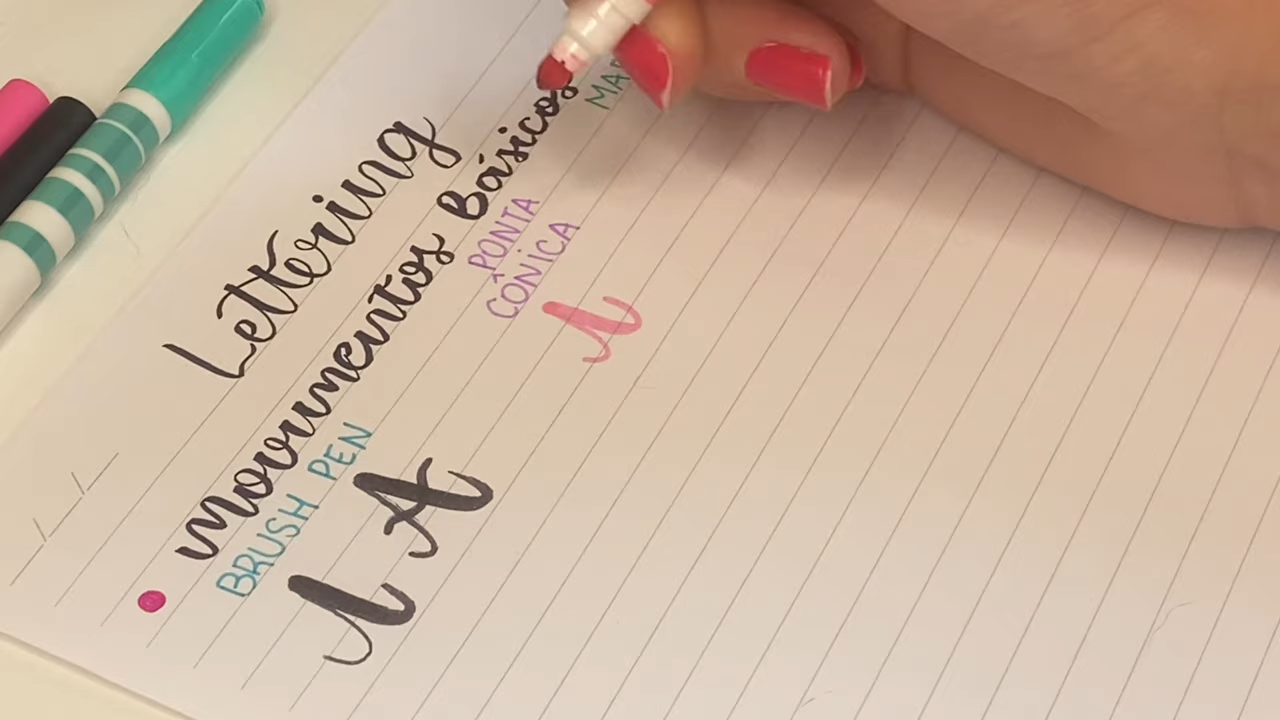 Lettering
movimentos Básicos
BRUSH PEN
PONTA
CÔNICA
A